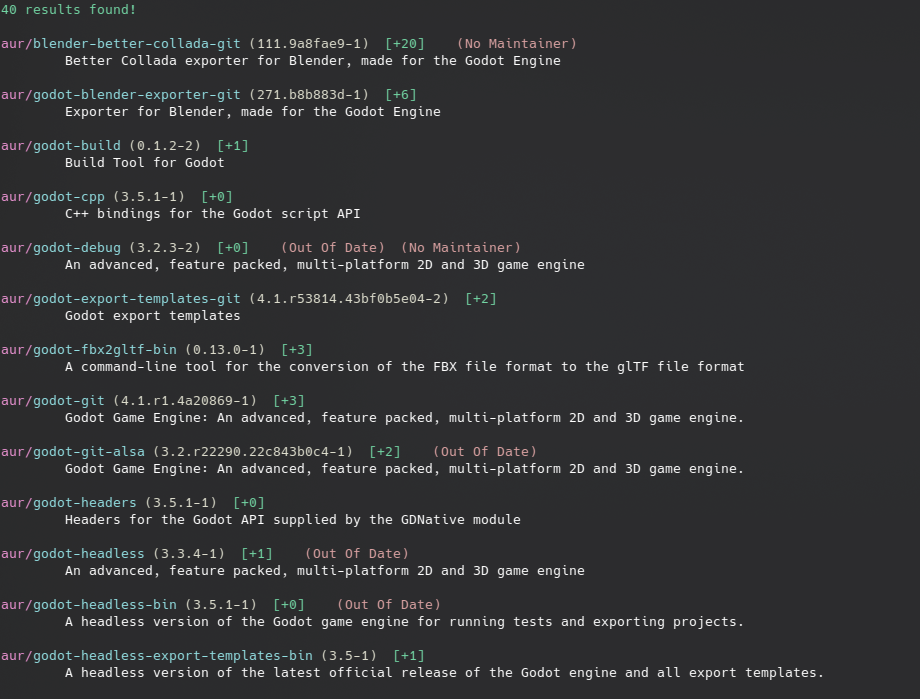 40 results found!
aur/blender-better-collada-git (111.9a8fae9-1) [+20] (No Maintainer)
Better Collada exporter for Blender, made for the Godot Engine
aur/godot-blender-exporter-git (271.b8b883d-1) [+6]
Exporter for Blender, made for the Godot Engine
aur/godot-build (0.1.2-2) [+1]
Build Tool for Godot
aur/godot-cpp (3.5.1-1) [+0]
C++ bindings for the Godot script API
aur/godot-debug (3.2.3-2) [+0] (Out Of Date) (No Maintainer)
An advanced, feature packed, multi-platform 2D and 3D game engine
aur/godot-export-templates-git (4.1.r53814.43bf0b5e04-2) [+2]
Godot export templates
aur/godot-fbx2gltf-bin (0.13.0-1) [+3]
A command-line tool for the conversion of the FBX file format to the glTF file format
aur/godot-git (4.1.r1.4a20869-1) [+3]
Godot Game Engine: An advanced, feature packed, multi-platform 2D and 3D game engine.
aur/godot-git-alsa (3.2.r22290.22c843b0c4-1) [+2] (Out Of Date)
Godot Game Engine: An advanced, feature packed, multi-platform 2D and 3D game engine.
aur/godot-headers (3.5.1-1) [+0]
Headers for the Godot API supplied by the GDNative module
aur/godot-headless (3.3.4-1) [+1] (Out Of Date)
An advanced, feature packed, multi-platform 2D and 3D game engine
aur/godot-headless-bin (3.5.1-1) [+0] (Out Of Date)
A headless version of the Godot game engine for running tests and exporting projects.
aur/godot-headless-export-templates-bin (3.5-1) [+1]
A headless version of the latest official release of the Godot engine and all export templates.